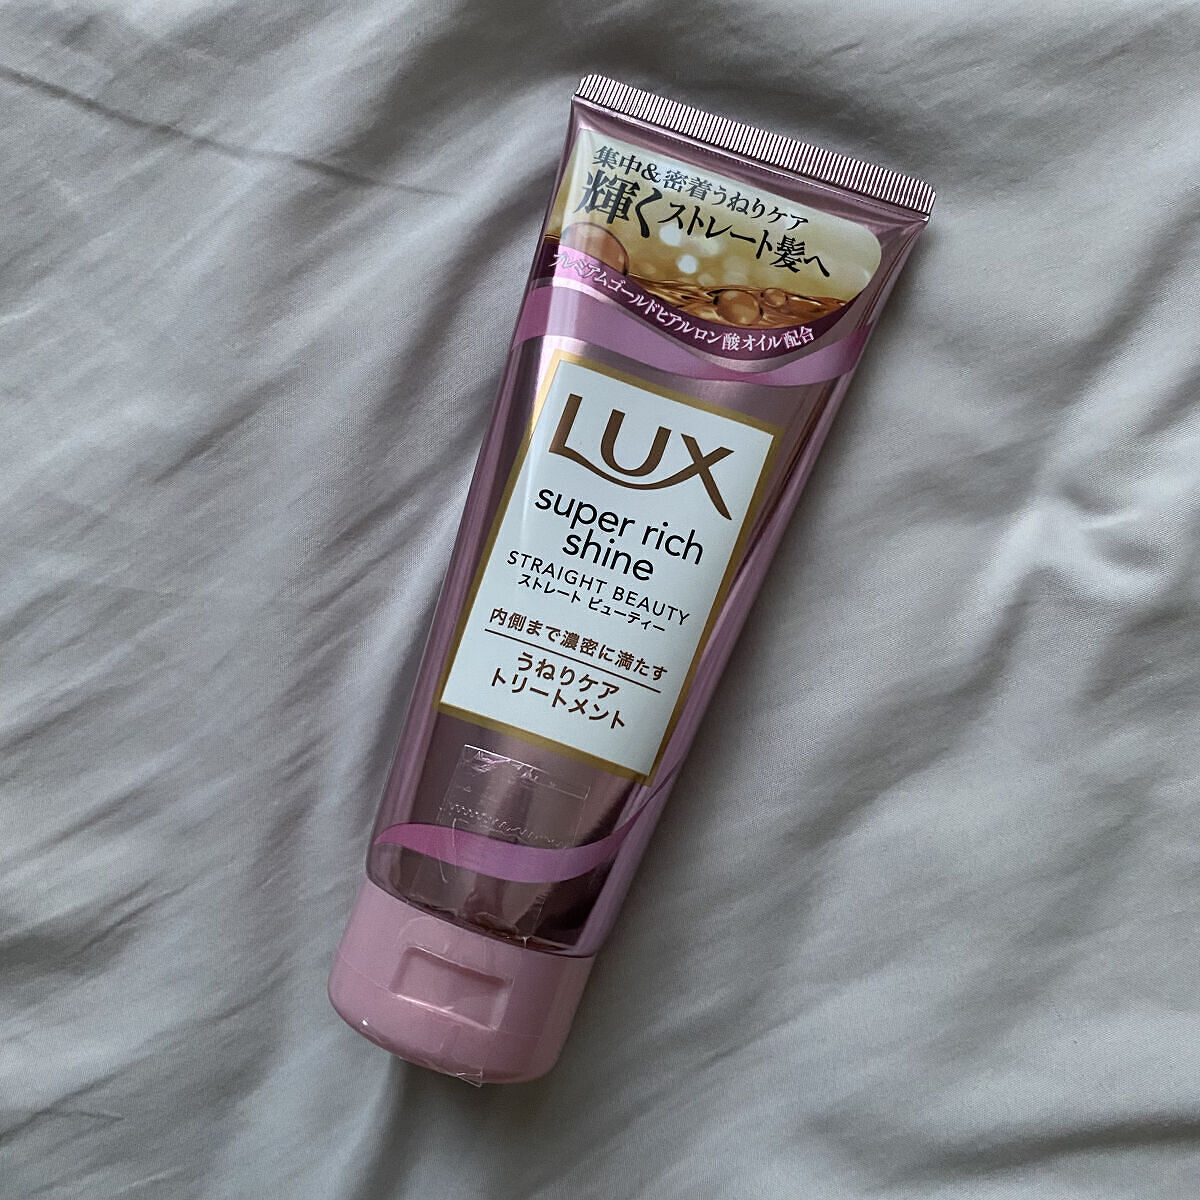 集中&密着うねりケア
輝くストレート髪へ
プレミアムゴールドヒアルロン酸オイル配合
LUX
super rich
shine
STRAIGHT BEAUTY
ストレート ビューティー
内側まで濃密に満たす
うねりケア
トリートメント